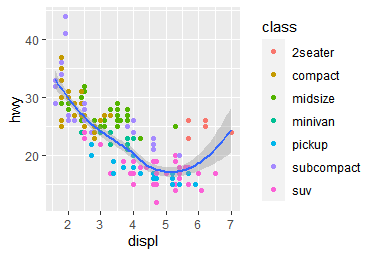 40
30
20
hwy
2 3 4 5 6 7
displ
class
2seater
compact
midsize
minivan
pickup
subcompact
suv